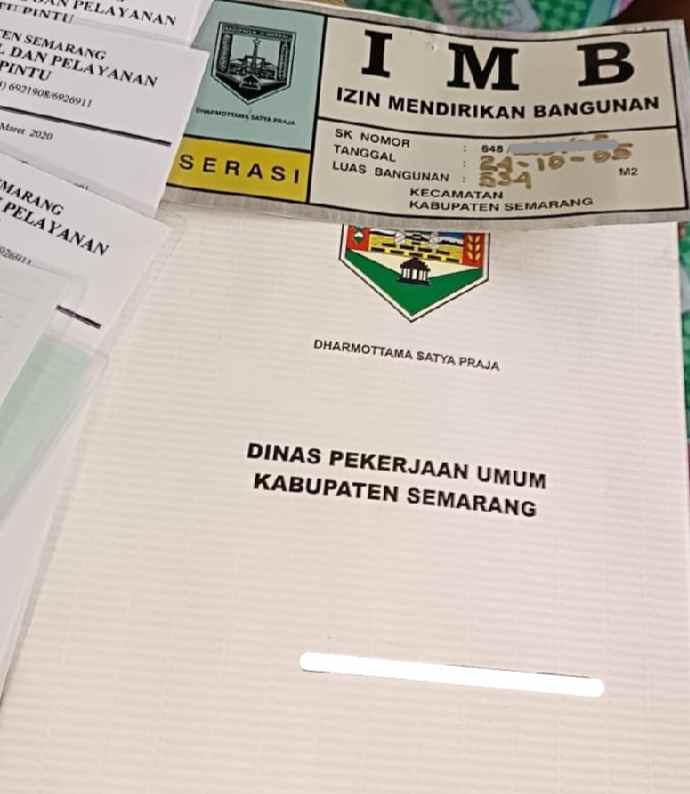 DAN PELAYANAN
PINTU
EN SEMARANG
DAN PELAYANAN
PINTU
6921908/6926911
Maret 2020
MARANG
PELAYANAN
DHARMOTTAMA SATYA PRAJA
SERASI
I M B
IZIN MENDIRIKAN BANGUNAN
SK NOMOR : 648 /
TANGGAL : 24-10-05
LUAS BANGUNAN : 534 M2
KECAMATAN
KABUPATEN SEMARANG
DHARMOTTAMA SATYA PRAJA
DINAS PEKERJAAN UMUM
KABUPATEN SEMARANG